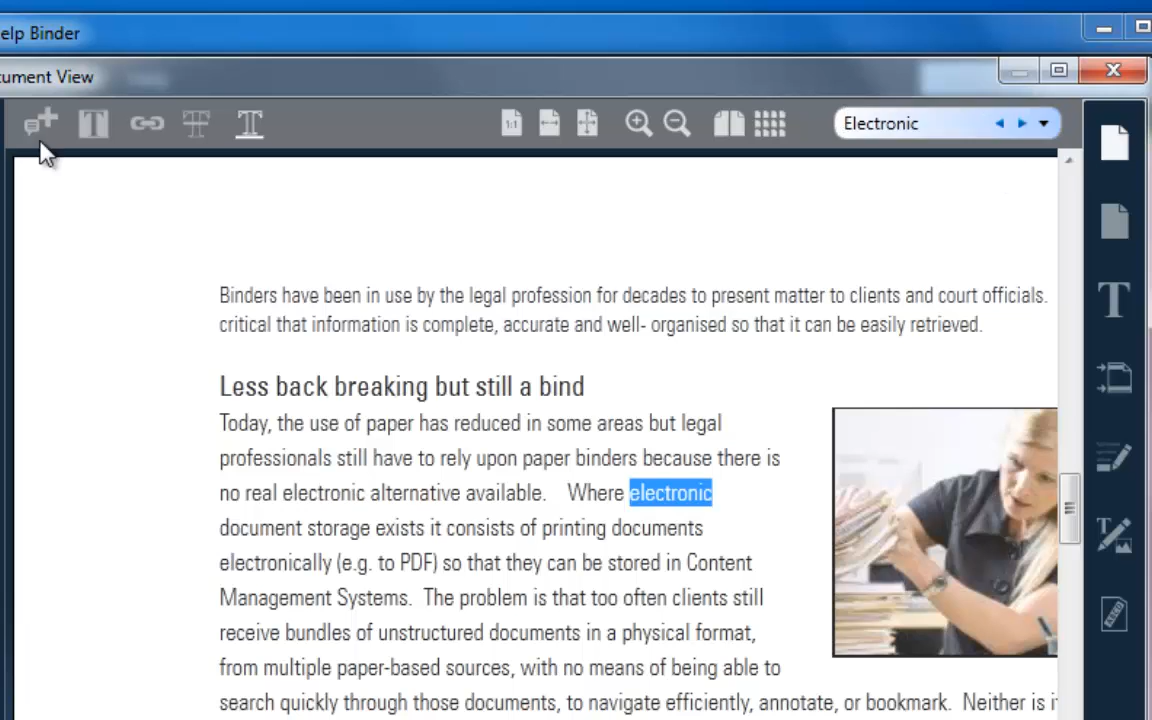 elp Binder
cument View
1:1
Electronic
Binders have been in use by the legal profession for decades to present matter to clients and court officials.
critical that information is complete, accurate and well- organised so that it can be easily retrieved.
Less back breaking but still a bind
Today, the use of paper has reduced in some areas but legal
professionals still have to rely upon paper binders because there is
no real electronic alternative available. Where electronic
document storage exists it consists of printing documents
electronically (e.g. to PDF) so that they can be stored in Content
Management Systems. The problem is that too often clients still
receive bundles of unstructured documents in a physical format,
from multiple paper-based sources, with no means of being able to
search quickly through those documents, to navigate efficiently, annotate, or bookmark. Neither is i